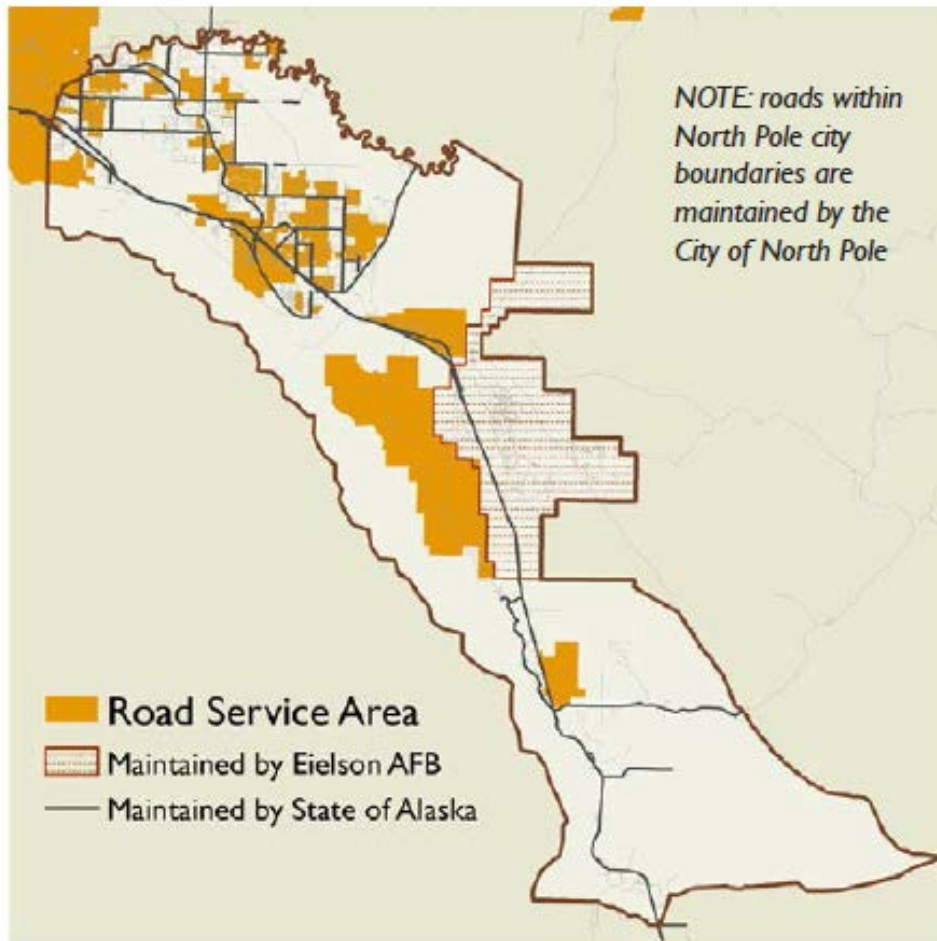 NOTE: roads within
North Pole city
boundaries are
maintained by the
City of North Pole
Road Service Area
Maintained by Eielson AFB
Maintained by State of Alaska